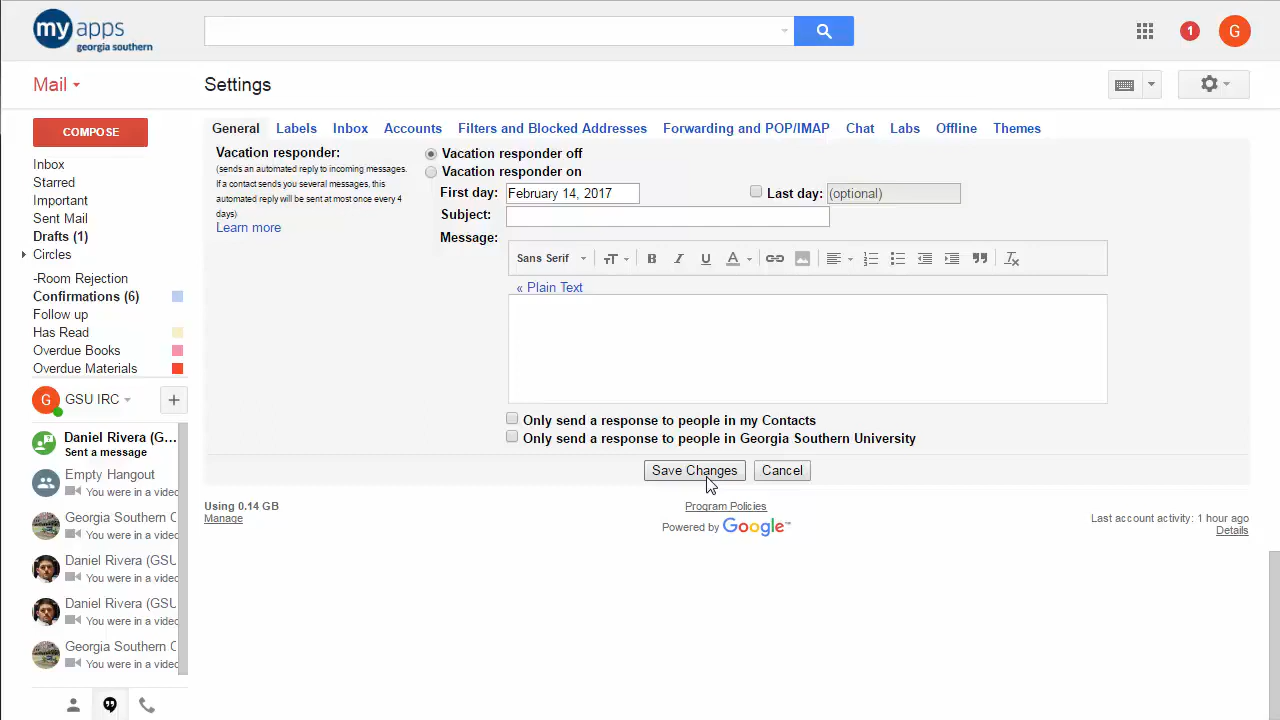 my apps
georgia southern
1
G
Mail
Settings
COMPOSE
General Labels Inbox Accounts Filters and Blocked Addresses Forwarding and POP/IMAP Chat Labs Offline Themes
Inbox
Starred
Important
Sent Mail
Drafts (1)
Circles
-Room Rejection
Confirmations (6)
Follow up
Has Read
Overdue Books
Overdue Materials
G GSU IRC +
Daniel Rivera (G...
Sent a message
Empty Hangout
You were in a videc
Georgia Southern C
You were in a videc
Daniel Rivera (GSU
You were in a videc
Daniel Rivera (GSU
You were in a videc
Georgia Southern C
You were in a videc
Vacation responder:
(sends an automated reply to incoming messages.
If a contact sends you several messages, this
automated reply will be sent at most once every 4
days)
Learn more
Vacation responder off
Vacation responder on
First day: February 14, 2017 Last day: (optional)
Subject:
Message:
Sans Serif TT B I U A
« Plain Text
Only send a response to people in my Contacts
Only send a response to people in Georgia Southern University
Save Changes Cancel
Using 0.14 GB
Manage
Program Policies
Powered by Google™
Last account activity: 1 hour ago
Details